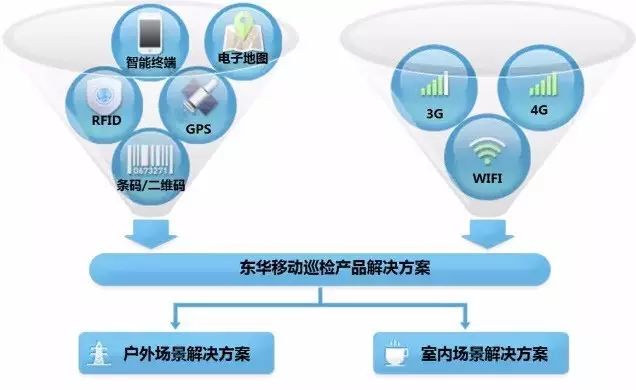 智能终端
电子地图
RFID
GPS
0673271
条码/二维码
3G
4G
WIFI
东华移动巡检产品解决方案
户外场景解决方案
室内场景解决方案